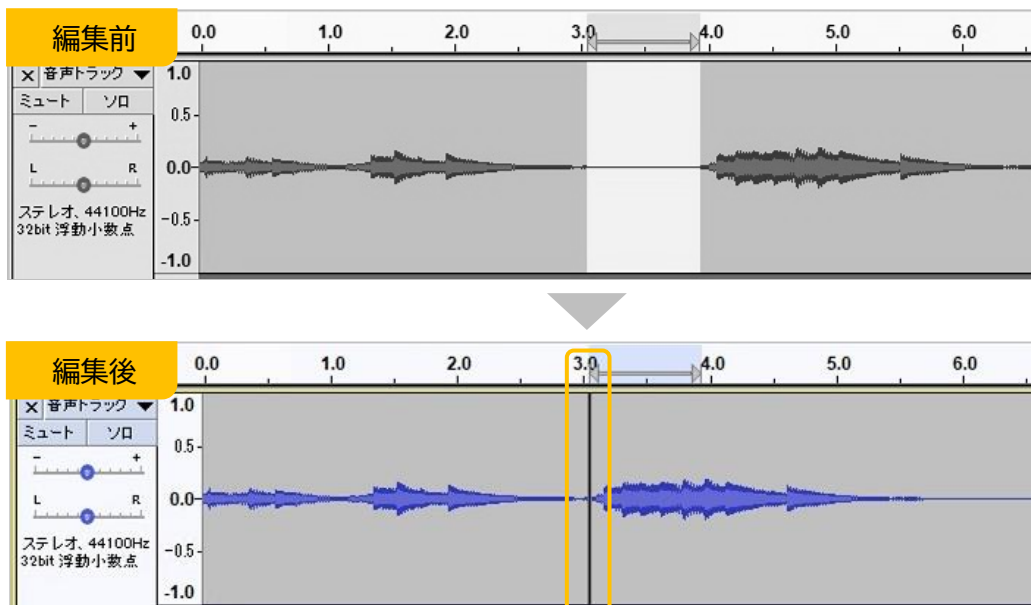 編集前
0.0 1.0 2.0 3.0 4.0 5.0 6.0
× 音声トラック ▼ 1.0
ミュート ソロ
0.5-
- +
0.0-
L R
ステレオ、44100Hz
-0.5-
32bit 浮動小数点
-1.0
編集後
0.0 1.0 2.0 3.0 4.0 5.0 6.0
× 音声トラック ▼ 1.0
ミュート ソロ
0.5-
- +
0.0-
L R
ステレオ、44100Hz
-0.5-
32bit 浮動小数点
-1.0